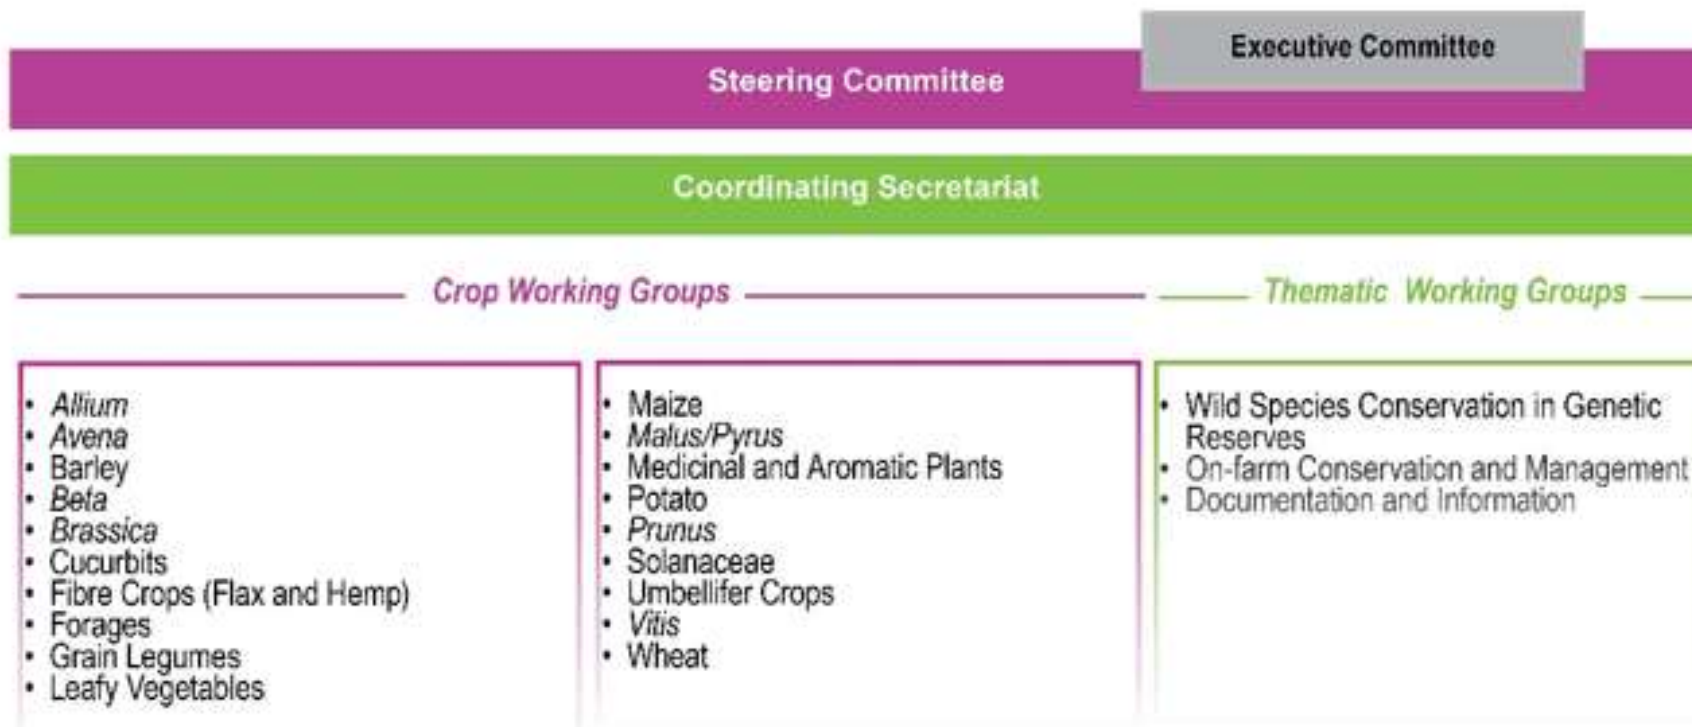 Executive Committee
Steering Committee
Coordinating Secretariat
Crop Working Groups
Thematic Working Groups
• Allium
• Avena
• Barley
• Beta
• Brassica
• Cucurbits
• Fibre Crops (Flax and Hemp)
• Forages
• Grain Legumes
• Leafy Vegetables
• Maize
• Malus/Pyrus
• Medicinal and Aromatic Plants
• Potato
• Prunus
• Solanaceae
• Umbellifer Crops
• Vitis
• Wheat
• Wild Species Conservation in Genetic
Reserves
• On-farm Conservation and Management
• Documentation and Information